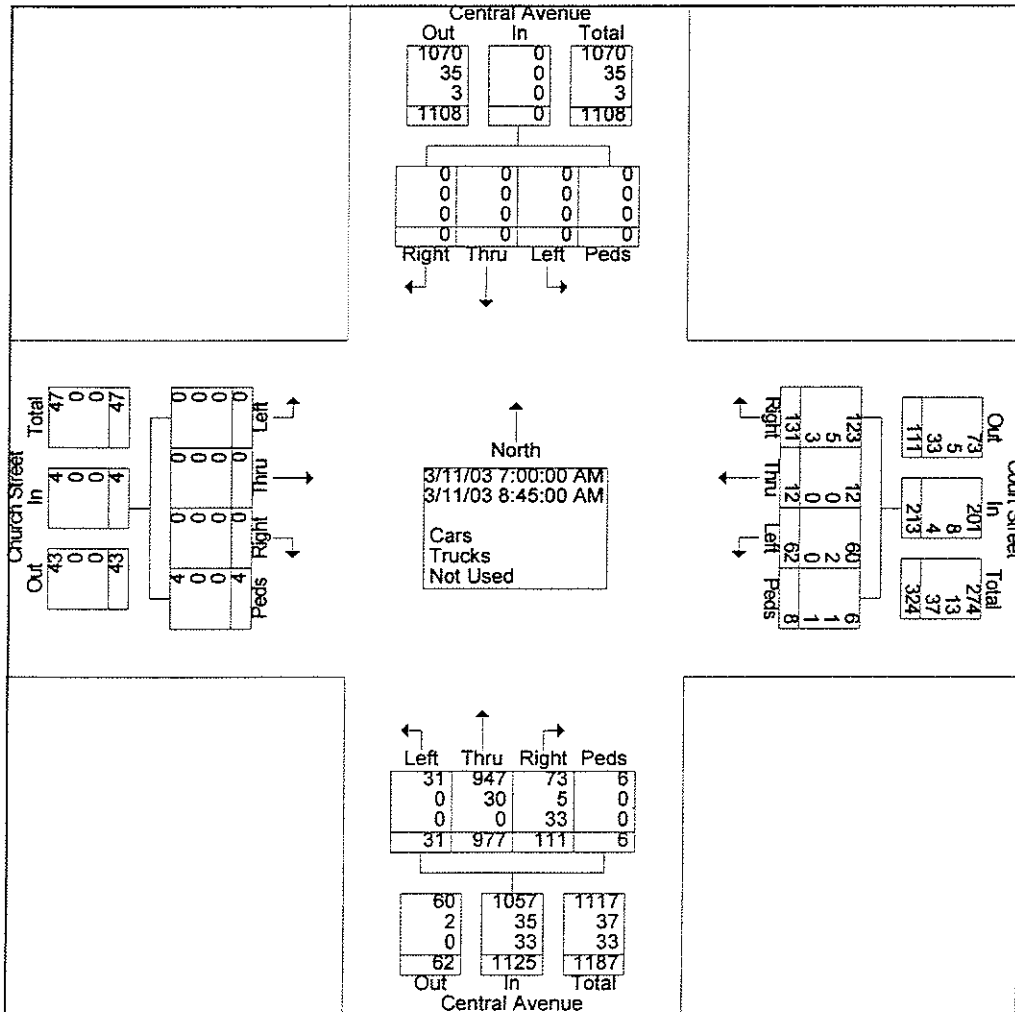 Central Avenue
Out In Total
1070 0 1070
35 0 35
3 0 3
1108 0 1108
0 0 0 0
0 0 0 0
0 0 0 0
0 0 0 0
Right Thru Left Peds
Church Street
Total In Out
47 4 43
0 0 0
0 0 0
47 4 43
0 0 0 4
0 0 0 0
0 0 0 0
0 0 0 4
Left Thru Right Peds
North
3/11/03 7:00:00 AM
3/11/03 8:45:00 AM
Cars
Trucks
Not Used
Right Thru Left Peds
131 12 62 8
3 0 0 1
5 0 2 1
123 12 60 6
Out In Total
111 213 324
33 4 37
5 8 13
73 201 274
Court Street
Left Thru Right Peds
31 947 73 6
0 30 5 0
0 0 33 0
31 977 111 6
60 1057 1117
2 35 37
0 33 33
62 1125 1187
Out In Total
Central Avenue